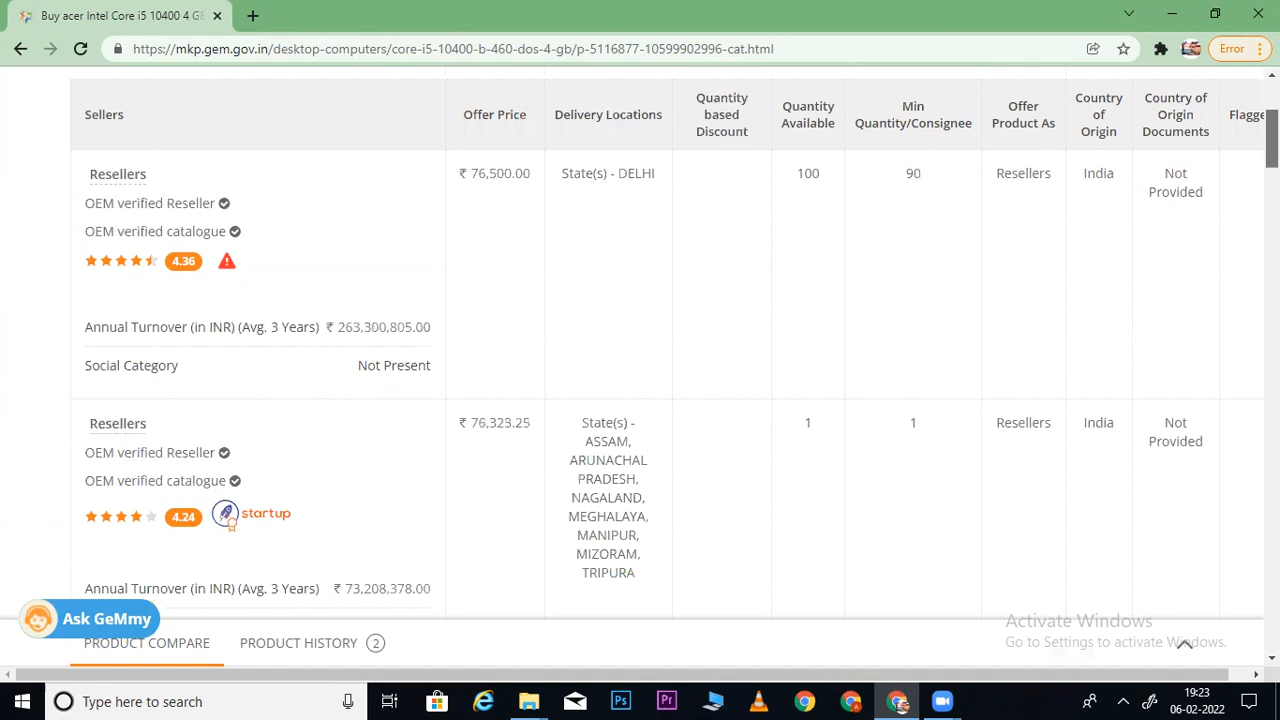 Buy acer Intel Core i5 10400 4 GB
https://mkp.gem.gov.in/desktop-computers/core-i5-10400-b-460-dos-4-gb/p-5116877-10599902996-cat.html
Error
Sellers
Offer Price
Delivery Locations
Quantity based Discount
Quantity Available
Min Quantity/Consignee
Offer Product As
Country of Origin
Country of Origin Documents
Flagge
Resellers
₹ 76,500.00
State(s) - DELHI
100
90
Resellers
India
Not Provided
OEM verified Reseller
OEM verified catalogue
4.36
Annual Turnover (in INR) (Avg. 3 Years) ₹ 263,300,805.00
Social Category Not Present
Resellers
₹ 76,323.25
State(s) -
ASSAM,
ARUNACHAL
PRADESH,
NAGALAND,
MEGHALAYA,
MANIPUR,
MIZORAM,
TRIPURA
1
1
Resellers
India
Not Provided
OEM verified Reseller
OEM verified catalogue
4.24
startup
Annual Turnover (in INR) (Avg. 3 Years) ₹ 73,208,378.00
Ask GeMmy
PRODUCT COMPARE
PRODUCT HISTORY 2
Activate Windows
Go to Settings to activate Windows.
Type here to search
Ps
Pr
19:23
06-02-2022